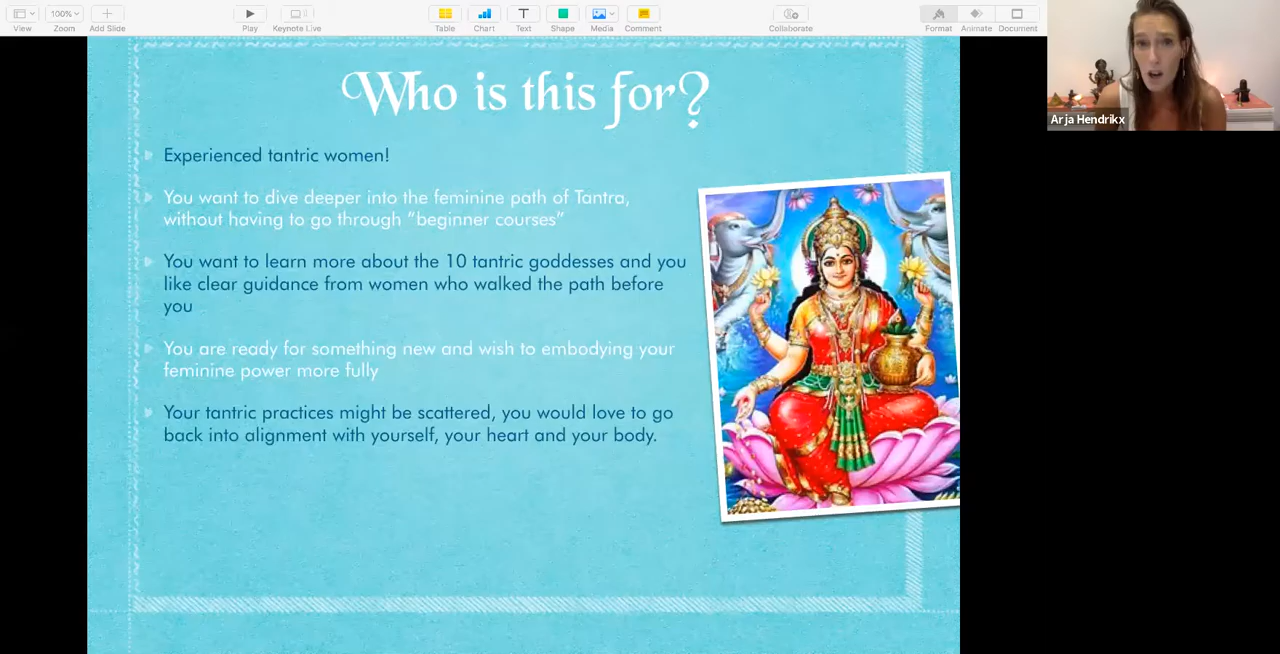 View
100%
Zoom
Add Slide
Play
Keynote Live
Table
Chart
Text
Shape
Media
Comment
Collaborate
Format
Animate
Document
Who is this for?
Experienced tantric women!
You want to dive deeper into the feminine path of Tantra,
without having to go through “beginner courses”
You want to learn more about the 10 tantric goddesses and you
like clear guidance from women who walked the path before
you
You are ready for something new and wish to embodying your
feminine power more fully
Your tantric practices might be scattered, you would love to go
back into alignment with yourself, your heart and your body.
Arja Hendrikx